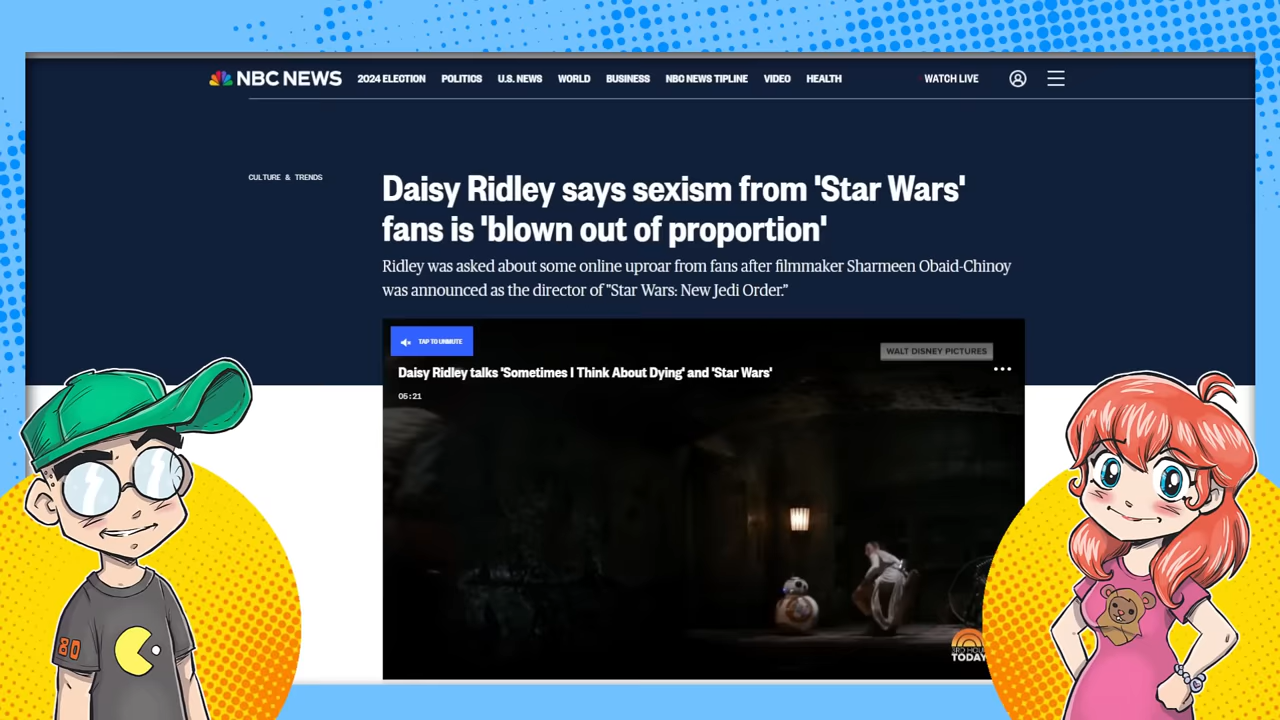 NBC NEWS 2024 ELECTION POLITICS U.S. NEWS WORLD BUSINESS NBC NEWS TIPLINE VIDEO HEALTH WATCH LIVE
CULTURE & TRENDS
Daisy Ridley says sexism from 'Star Wars'
fans is 'blown out of proportion'
Ridley was asked about some online uproar from fans after filmmaker Sharmeen Obaid-Chinoy
was announced as the director of "Star Wars: New Jedi Order."
TAP TO UNMUTE
WALT DISNEY PICTURES
Daisy Ridley talks 'Sometimes I Think About Dying' and 'Star Wars'
05:21
80
3RD HOUR
TODAY